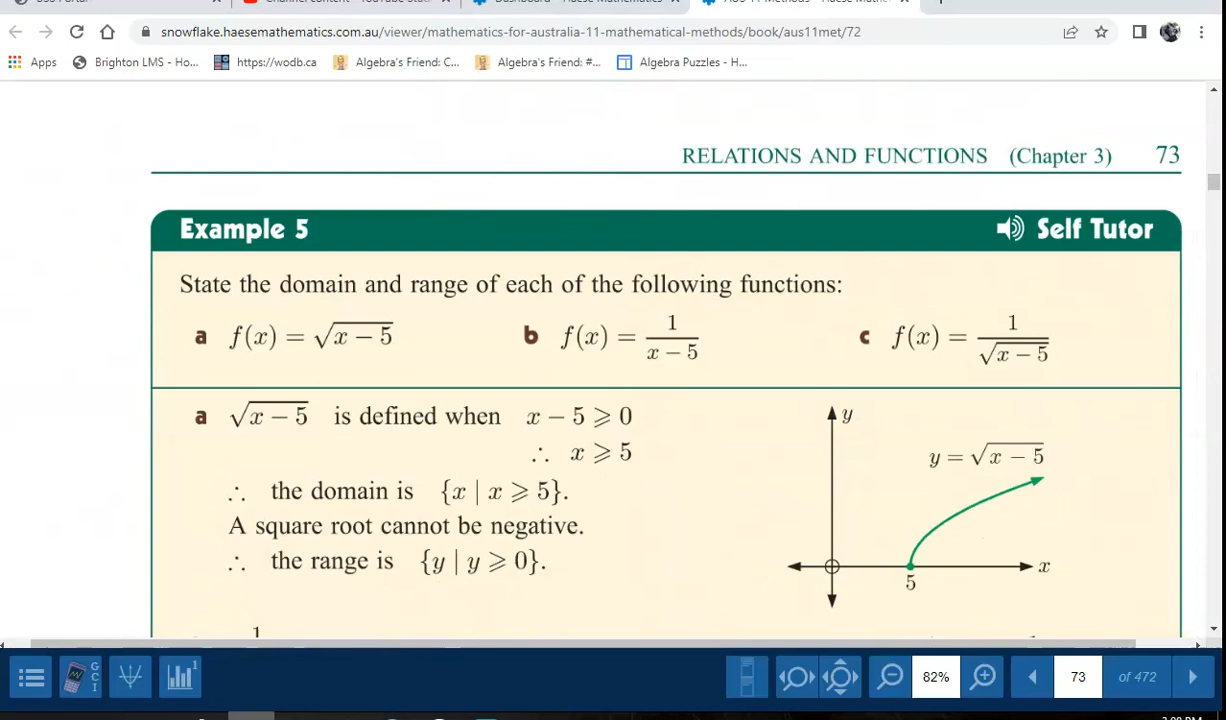 snowflake.haesemathematics.com.au/viewer/mathematics-for-australia-11-mathematical-methods/book/aus11met/72
Apps Brighton LMS - Ho... https://wodb.ca Algebra's Friend: C... Algebra's Friend: #... Algebra Puzzles - H...
RELATIONS AND FUNCTIONS (Chapter 3) 73
Example 5 Self Tutor
State the domain and range of each of the following functions:
a f(x) = √(x − 5) b f(x) = 1/(x − 5) c f(x) = 1/√(x − 5)
a √(x − 5) is defined when x − 5 ⩾ 0
∴ x ⩾ 5
∴ the domain is {x | x ⩾ 5}.
A square root cannot be negative.
∴ the range is {y | y ⩾ 0}.
y
y = √(x − 5)
x
5
1
GCI
1
82% 73 of 472